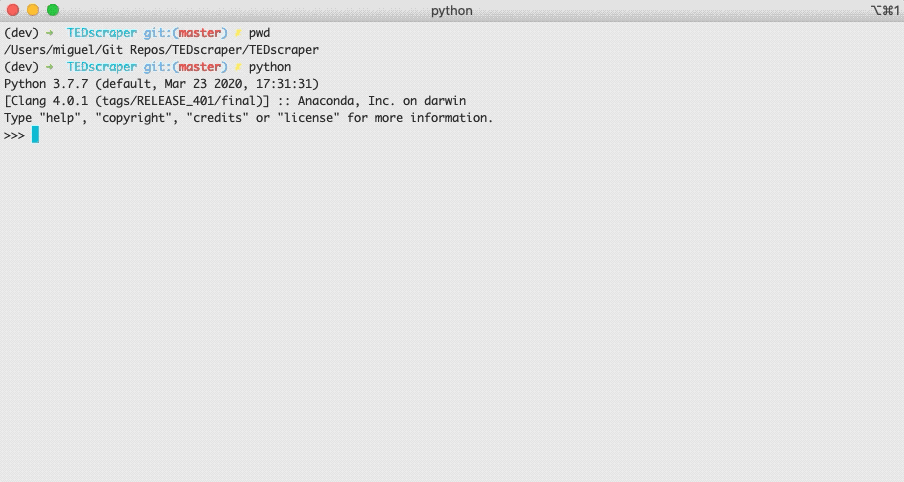 python
⌥⌘1
(dev) ➜  TEDscraper git:(master) ⚡ pwd
/Users/miguel/Git Repos/TEDscraper/TEDscraper
(dev) ➜  TEDscraper git:(master) ⚡ python
Python 3.7.7 (default, Mar 23 2020, 17:31:31)
[Clang 4.0.1 (tags/RELEASE_401/final)] :: Anaconda, Inc. on darwin
Type "help", "copyright", "credits" or "license" for more information.
>>>